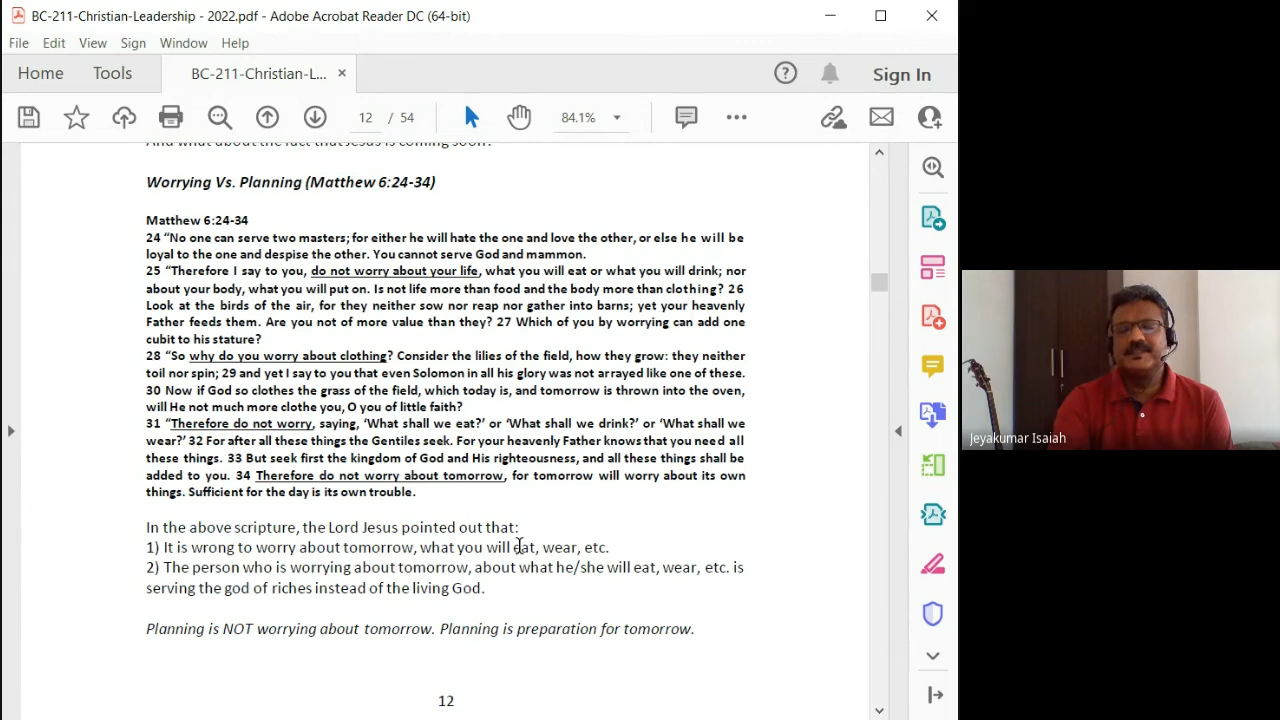 BC-211-Christian-Leadership - 2022.pdf - Adobe Acrobat Reader DC (64-bit)
File Edit View Sign Window Help
Home Tools BC-211-Christian-L... Sign In
12 / 54 84.1%
And what about the fact that Jesus is coming soon?
Worrying Vs. Planning (Matthew 6:24-34)
Matthew 6:24-34
24 “No one can serve two masters; for either he will hate the one and love the other, or else he will be
loyal to the one and despise the other. You cannot serve God and mammon.
25 “Therefore I say to you, do not worry about your life, what you will eat or what you will drink; nor
about your body, what you will put on. Is not life more than food and the body more than clothing? 26
Look at the birds of the air, for they neither sow nor reap nor gather into barns; yet your heavenly
Father feeds them. Are you not of more value than they? 27 Which of you by worrying can add one
cubit to his stature?
28 “So why do you worry about clothing? Consider the lilies of the field, how they grow: they neither
toil nor spin; 29 and yet I say to you that even Solomon in all his glory was not arrayed like one of these.
30 Now if God so clothes the grass of the field, which today is, and tomorrow is thrown into the oven,
will He not much more clothe you, O you of little faith?
31 “Therefore do not worry, saying, ‘What shall we eat?’ or ‘What shall we drink?’ or ‘What shall we
wear?’ 32 For after all these things the Gentiles seek. For your heavenly Father knows that you need all
these things. 33 But seek first the kingdom of God and His righteousness, and all these things shall be
added to you. 34 Therefore do not worry about tomorrow, for tomorrow will worry about its own
things. Sufficient for the day is its own trouble.
In the above scripture, the Lord Jesus pointed out that:
1) It is wrong to worry about tomorrow, what you will eat, wear, etc.
2) The person who is worrying about tomorrow, about what he/she will eat, wear, etc. is
serving the god of riches instead of the living God.
Planning is NOT worrying about tomorrow. Planning is preparation for tomorrow.
12
Jeyakumar Isaiah